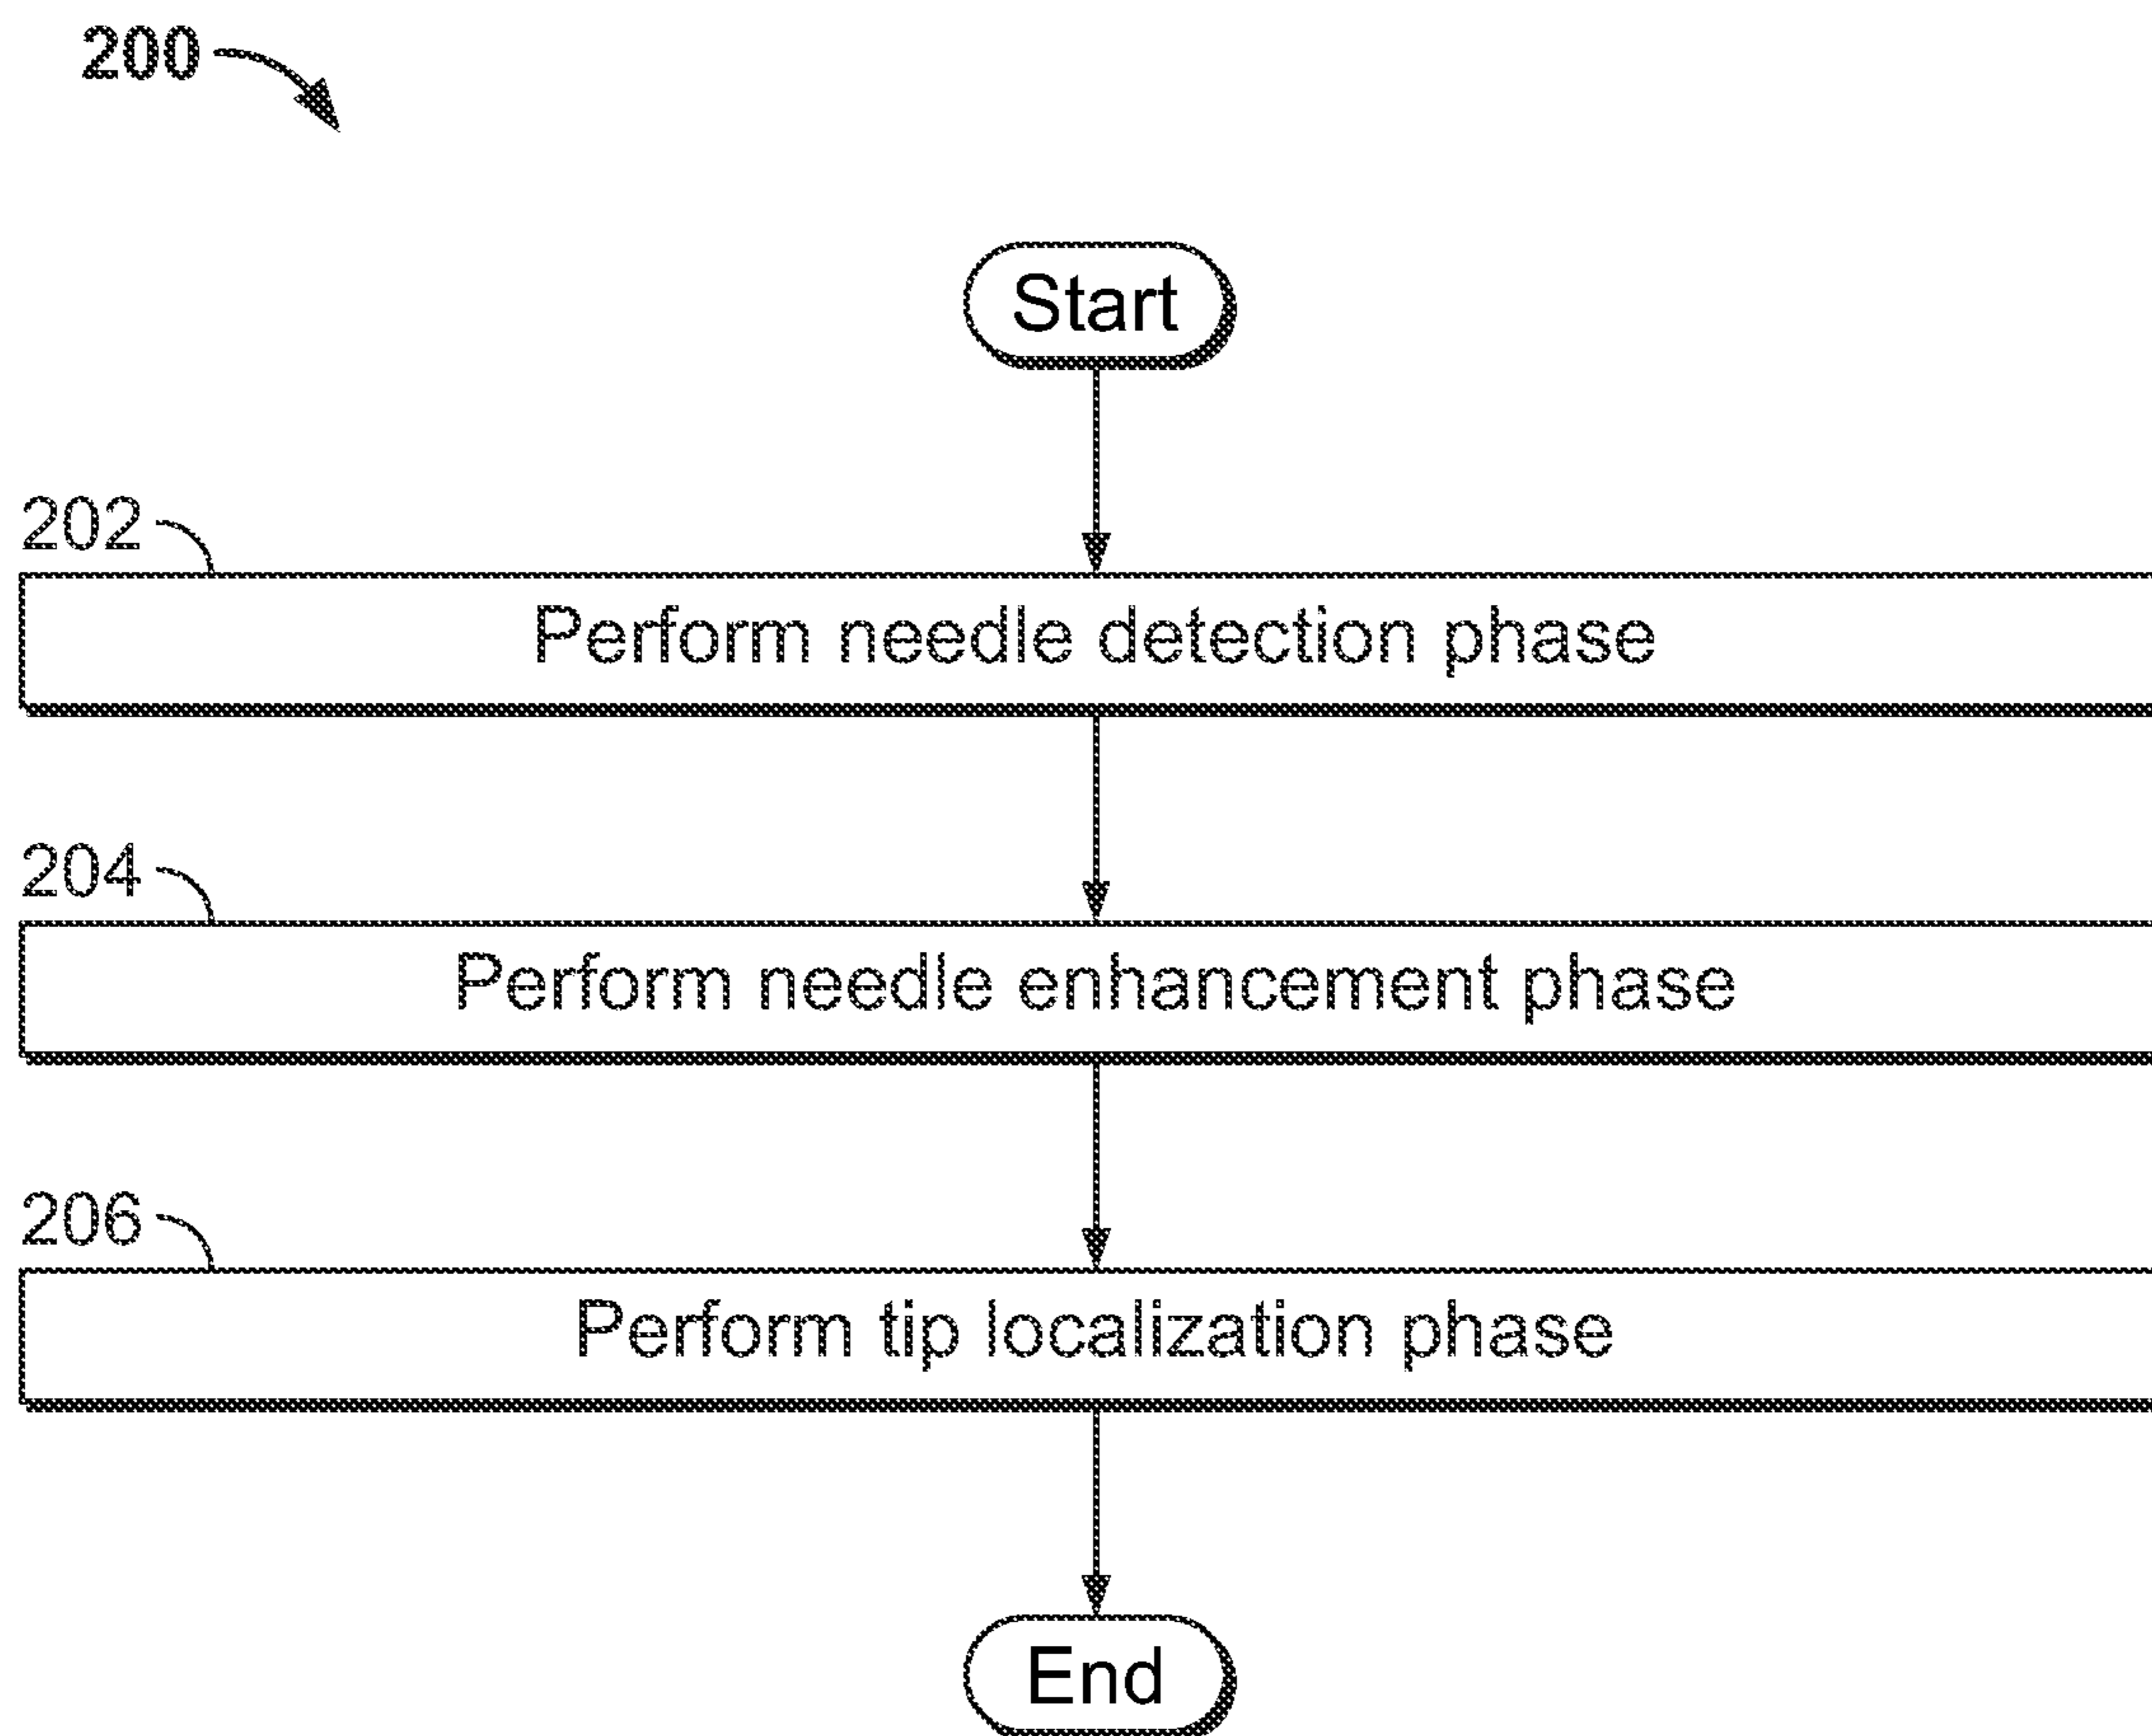 200
Start
202
Perform needle detection phase
204
Perform needle enhancement phase
206
Perform tip localization phase
End